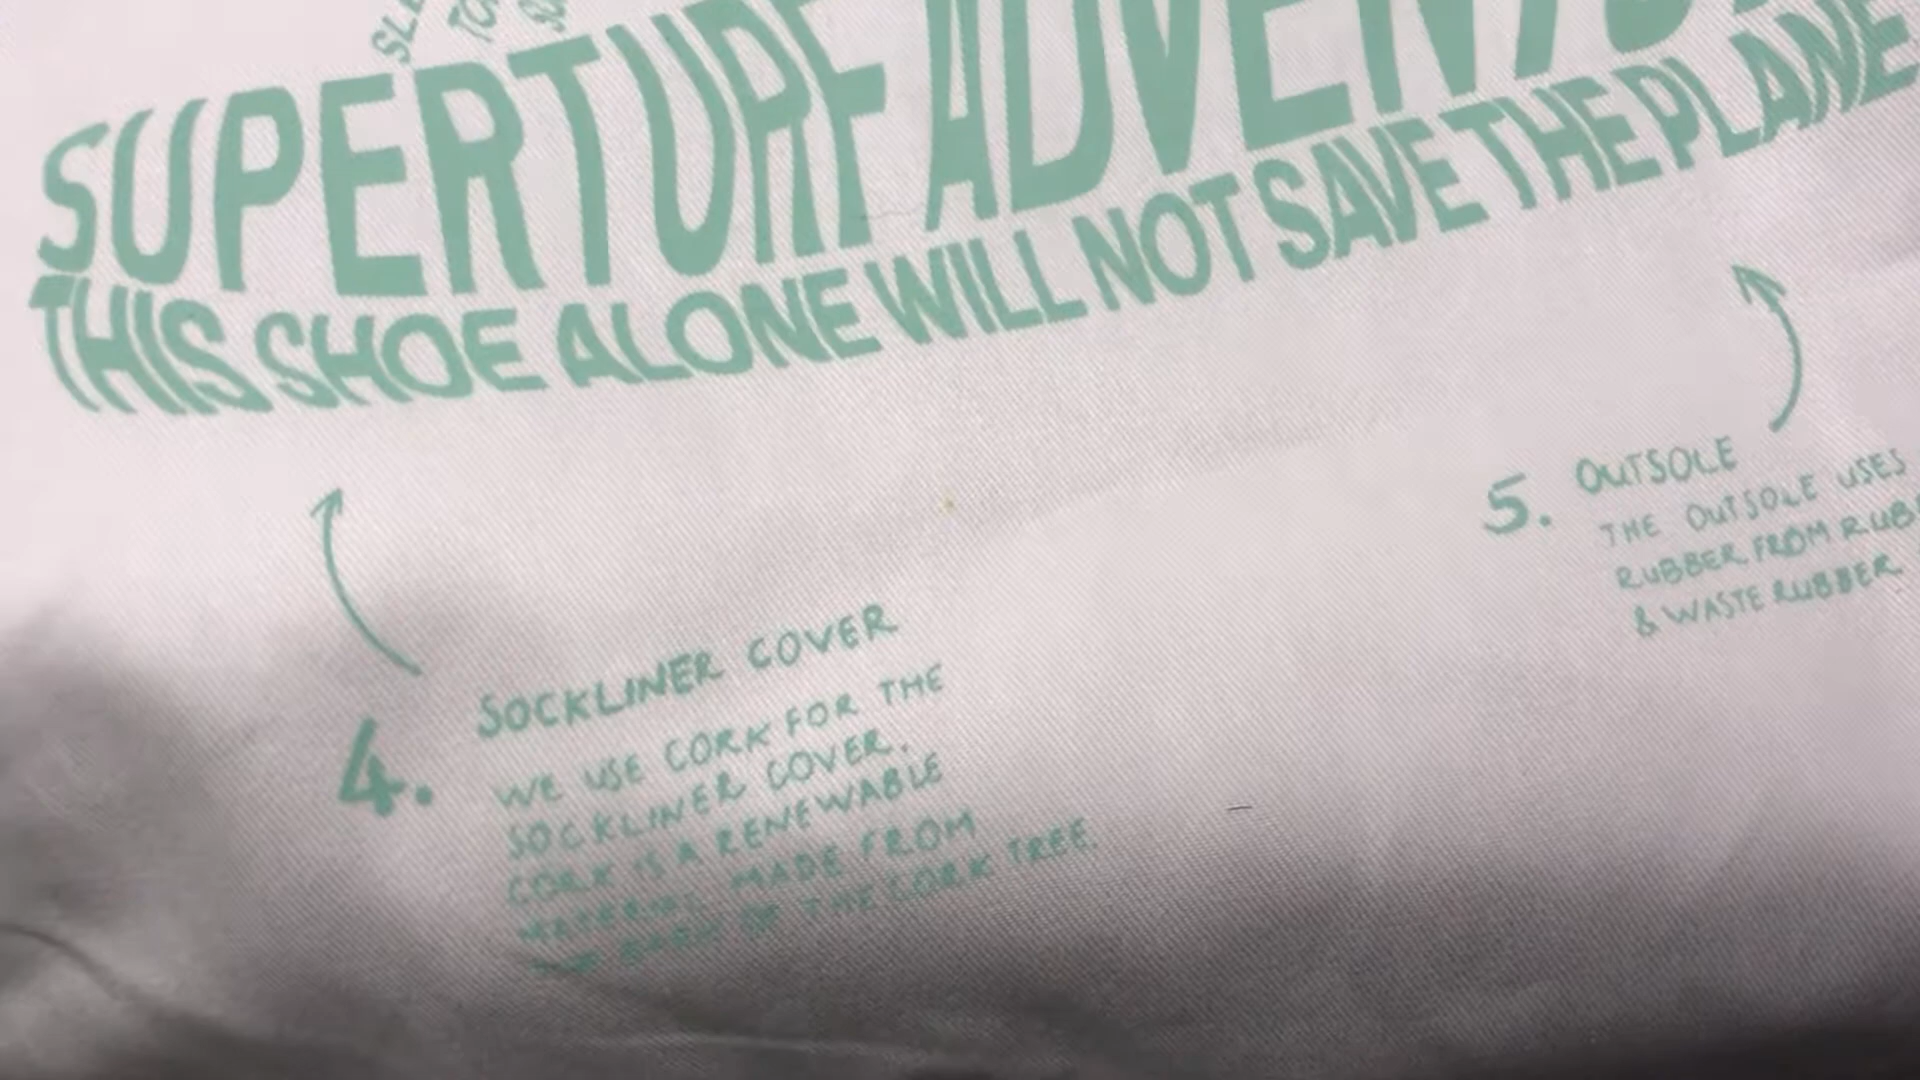 SUPERTURF ADVENTU
THIS SHOE ALONE WILL NOT SAVE THE PLANE
4. SOCKLINER COVER
WE USE CORK FOR THE
SOCKLINER COVER.
CORK IS A RENEWABLE
MATERIAL MADE FROM
THE BARK OF THE CORK TREE.
5. OUTSOLE
THE OUTSOLE USES
RUBBER FROM RUBB
& WASTE RUBBER